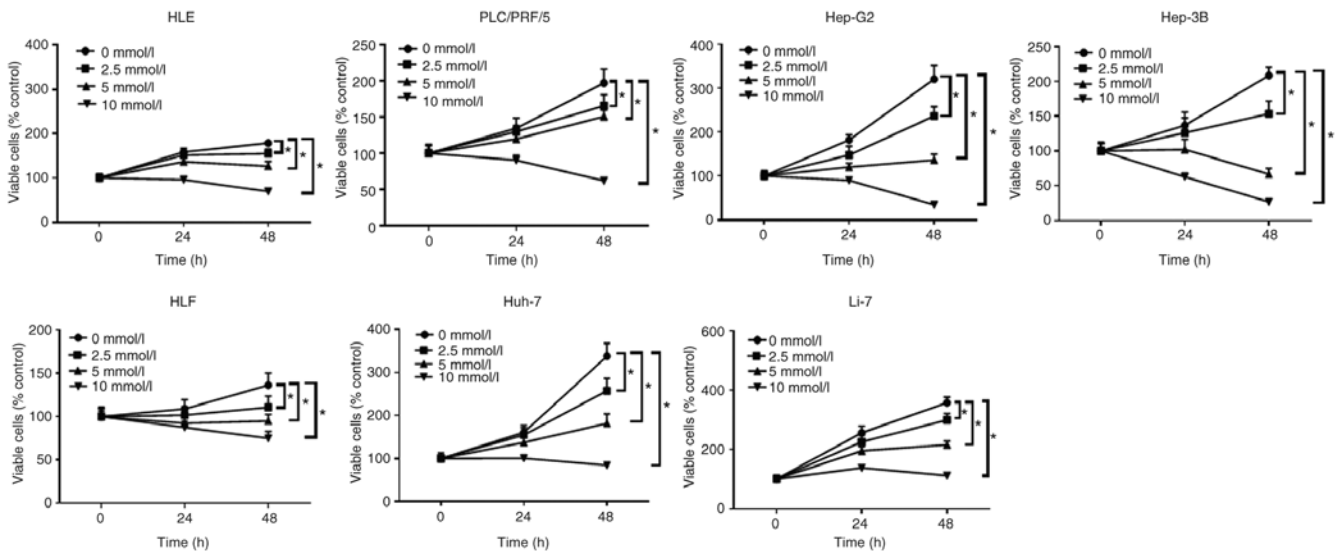 HLE
Viable cells (% control)
400
300
200
100
0
0 mmol/l
2.5 mmol/l
5 mmol/l
10 mmol/l
*
*
*
0
24
48
Time (h)
PLC/PRF/5
Viable cells (% control)
250
200
150
100
50
0
0 mmol/l
2.5 mmol/l
5 mmol/l
10 mmol/l
*
*
*
0
24
48
Time (h)
Hep-G2
Viable cells (% control)
400
300
200
100
0
0 mmol/l
2.5 mmol/l
5 mmol/l
10 mmol/l
*
*
*
0
24
48
Time (h)
Hep-3B
Viable cells (% control)
250
200
150
100
50
0
0 mmol/l
2.5 mmol/l
5 mmol/l
10 mmol/l
*
*
*
0
24
48
Time (h)
HLF
Viable cells (% control)
200
150
100
50
0
0 mmol/l
2.5 mmol/l
5 mmol/l
10 mmol/l
*
*
*
0
24
48
Time (h)
Huh-7
Viable cells (% control)
400
300
200
100
0
0 mmol/l
2.5 mmol/l
5 mmol/l
10 mmol/l
*
*
*
0
24
48
Time (h)
Li-7
Viable cells (% control)
600
400
200
0
0 mmol/l
2.5 mmol/l
5 mmol/l
10 mmol/l
*
*
*
0
24
48
Time (h)